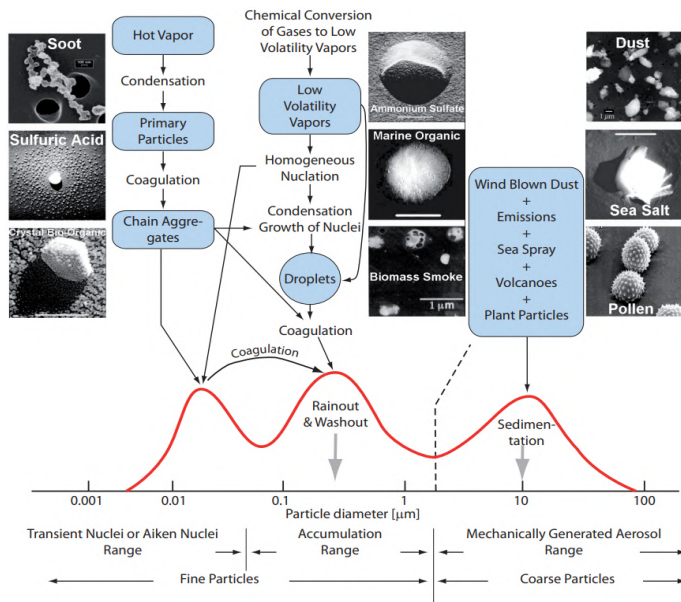 Soot
Sulfuric Acid
Crystal Bio-Organic
Hot Vapor
Condensation
Primary
Particles
Coagulation
Chain Aggre-
gates
Chemical Conversion
of Gases to Low
Volatility Vapors
Low
Volatility
Vapors
Homogeneous
Nuclation
Condensation
Growth of Nuclei
Droplets
Coagulation
Ammonium Sulfate
Marine Organic
Biomass Smoke
1 μm
Wind Blown Dust
+
Emissions
+
Sea Spray
+
Volcanoes
+
Plant Particles
Dust
1 μm
Sea Salt
Pollen
Coagulation
Rainout
& Washout
Sedimen-
tation
0.001 0.01 0.1 1 10 100
Particle diameter [μm]
Transient Nuclei or Aiken Nuclei
Range
Accumulation
Range
Mechanically Generated Aerosol
Range
Fine Particles
Coarse Particles